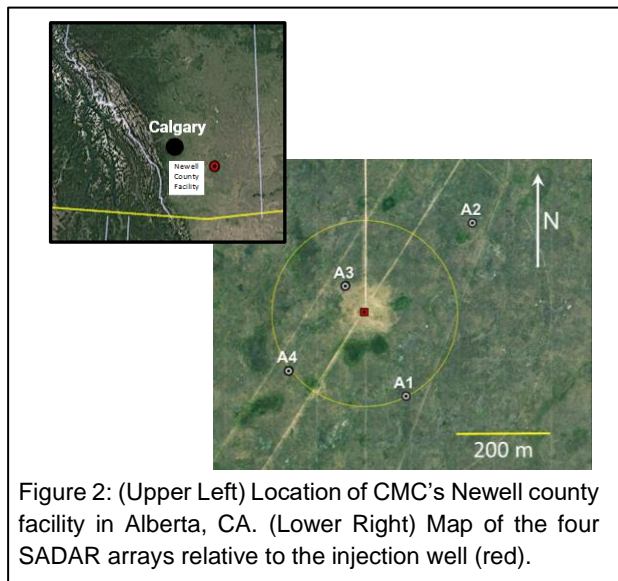 Calgary
Newell
County
Facility
A2
N
A3
A4
A1
200 m
Figure 2: (Upper Left) Location of CMC's Newell county
facility in Alberta, CA. (Lower Right) Map of the four
SADAR arrays relative to the injection well (red).